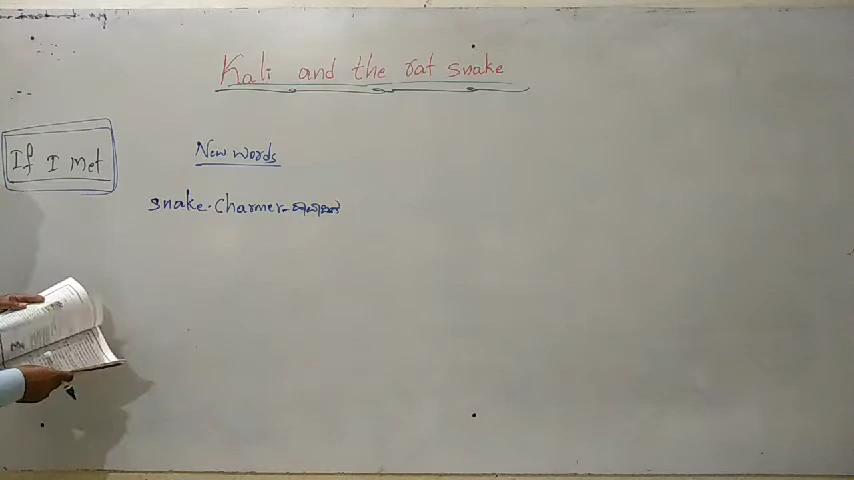 Kali and the rat snake
If I Met
New words
snake-Charmer-